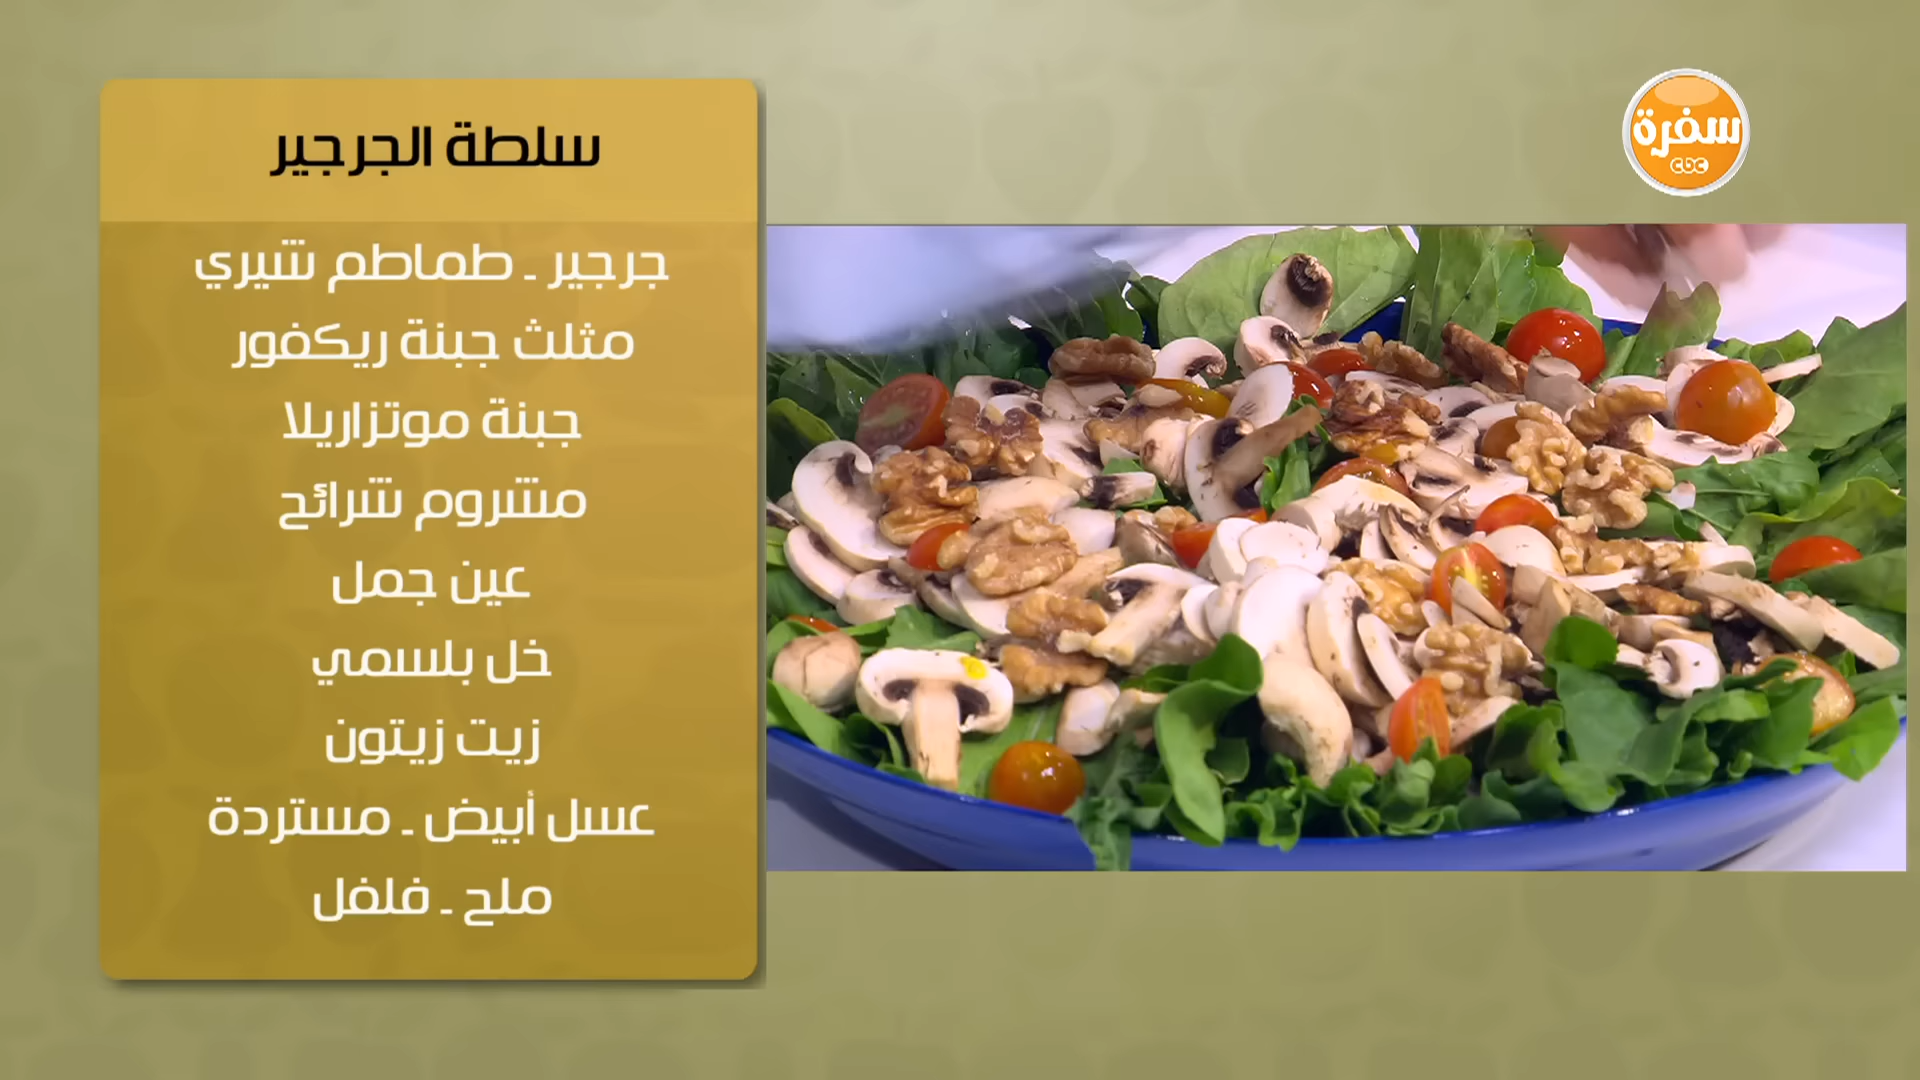 سلطة الجرجير
جرجير - طماطم شيري
مثلث جبنة ريكفور
جبنة موتزاريلا
مشروم شرائح
عين جمل
خل بلسمي
زيت زيتون
عسل أبيض - مستردة
ملح - فلفل
سفرة
cbc